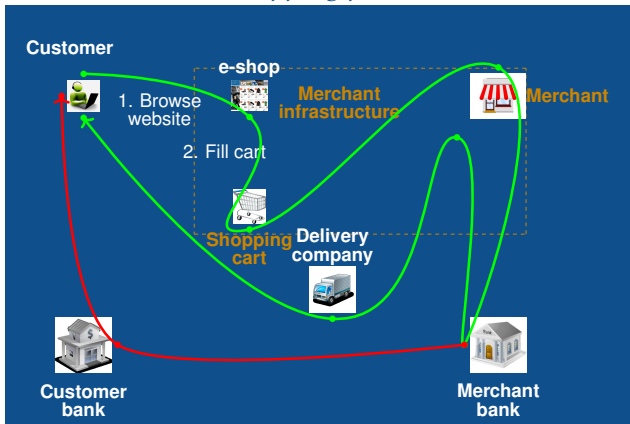 Customer
e-shop
1. Browse
website
Merchant
infrastructure
Merchant
2. Fill cart
Shopping
cart
Delivery
company
Customer
bank
Merchant
bank